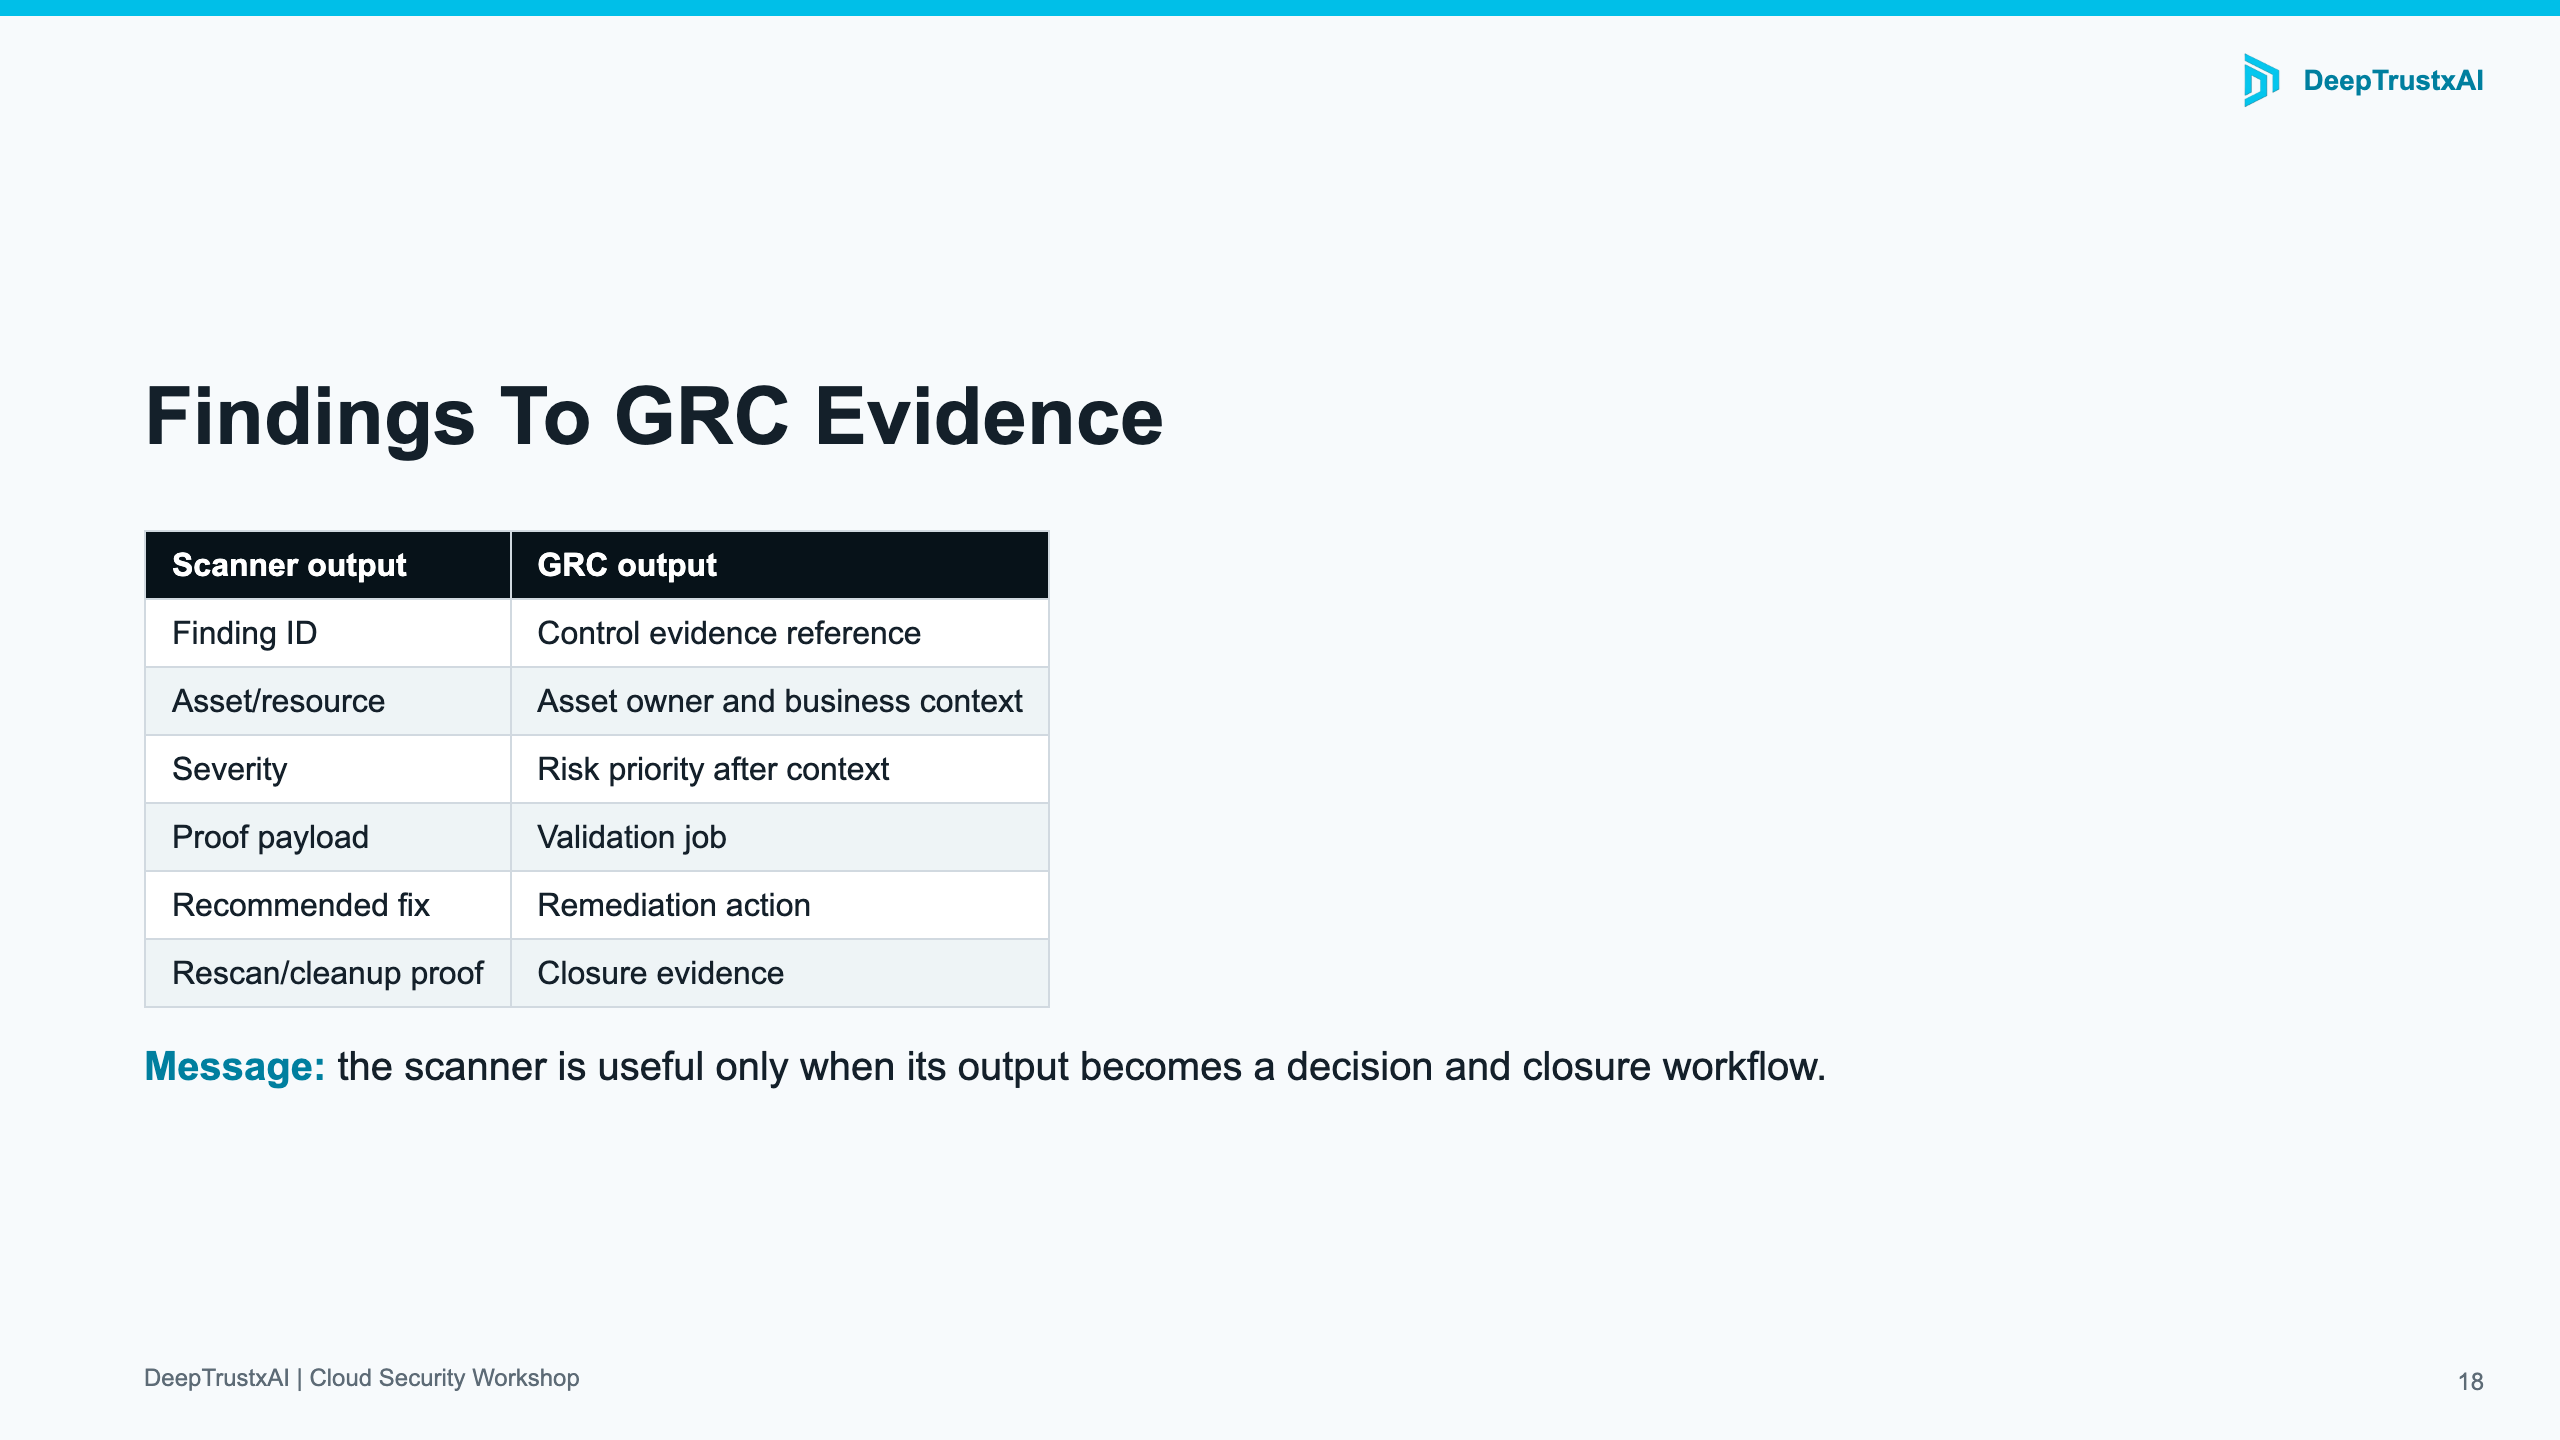 DeepTrustxAI
Findings To GRC Evidence
Scanner output GRC output
Finding ID Control evidence reference
Asset/resource Asset owner and business context
Severity Risk priority after context
Proof payload Validation job
Recommended fix Remediation action
Rescan/cleanup proof Closure evidence
Message: the scanner is useful only when its output becomes a decision and closure workflow.
DeepTrustxAI | Cloud Security Workshop
18